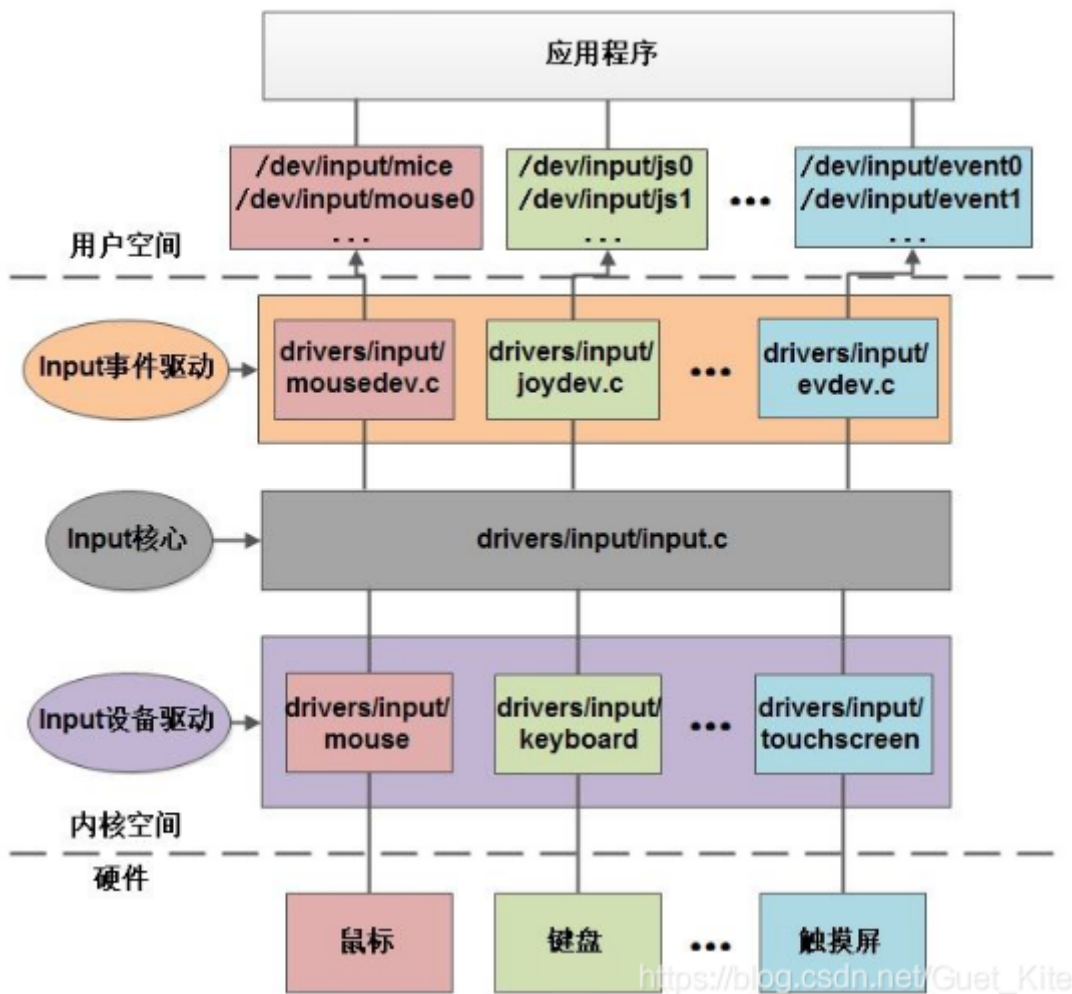 应用程序
/dev/input/mice
/dev/input/mouse0
...
/dev/input/js0
/dev/input/js1
...
...
/dev/input/event0
/dev/input/event1
...
用户空间
Input事件驱动
drivers/input/
mousedev.c
drivers/input/
joydev.c
...
drivers/input/
evdev.c
Input核心
drivers/input/input.c
Input设备驱动
drivers/input/
mouse
drivers/input/
keyboard
...
drivers/input/
touchscreen
内核空间
硬件
鼠标
键盘
...
触摸屏
https://blog.csdn.net/Guet_Kite